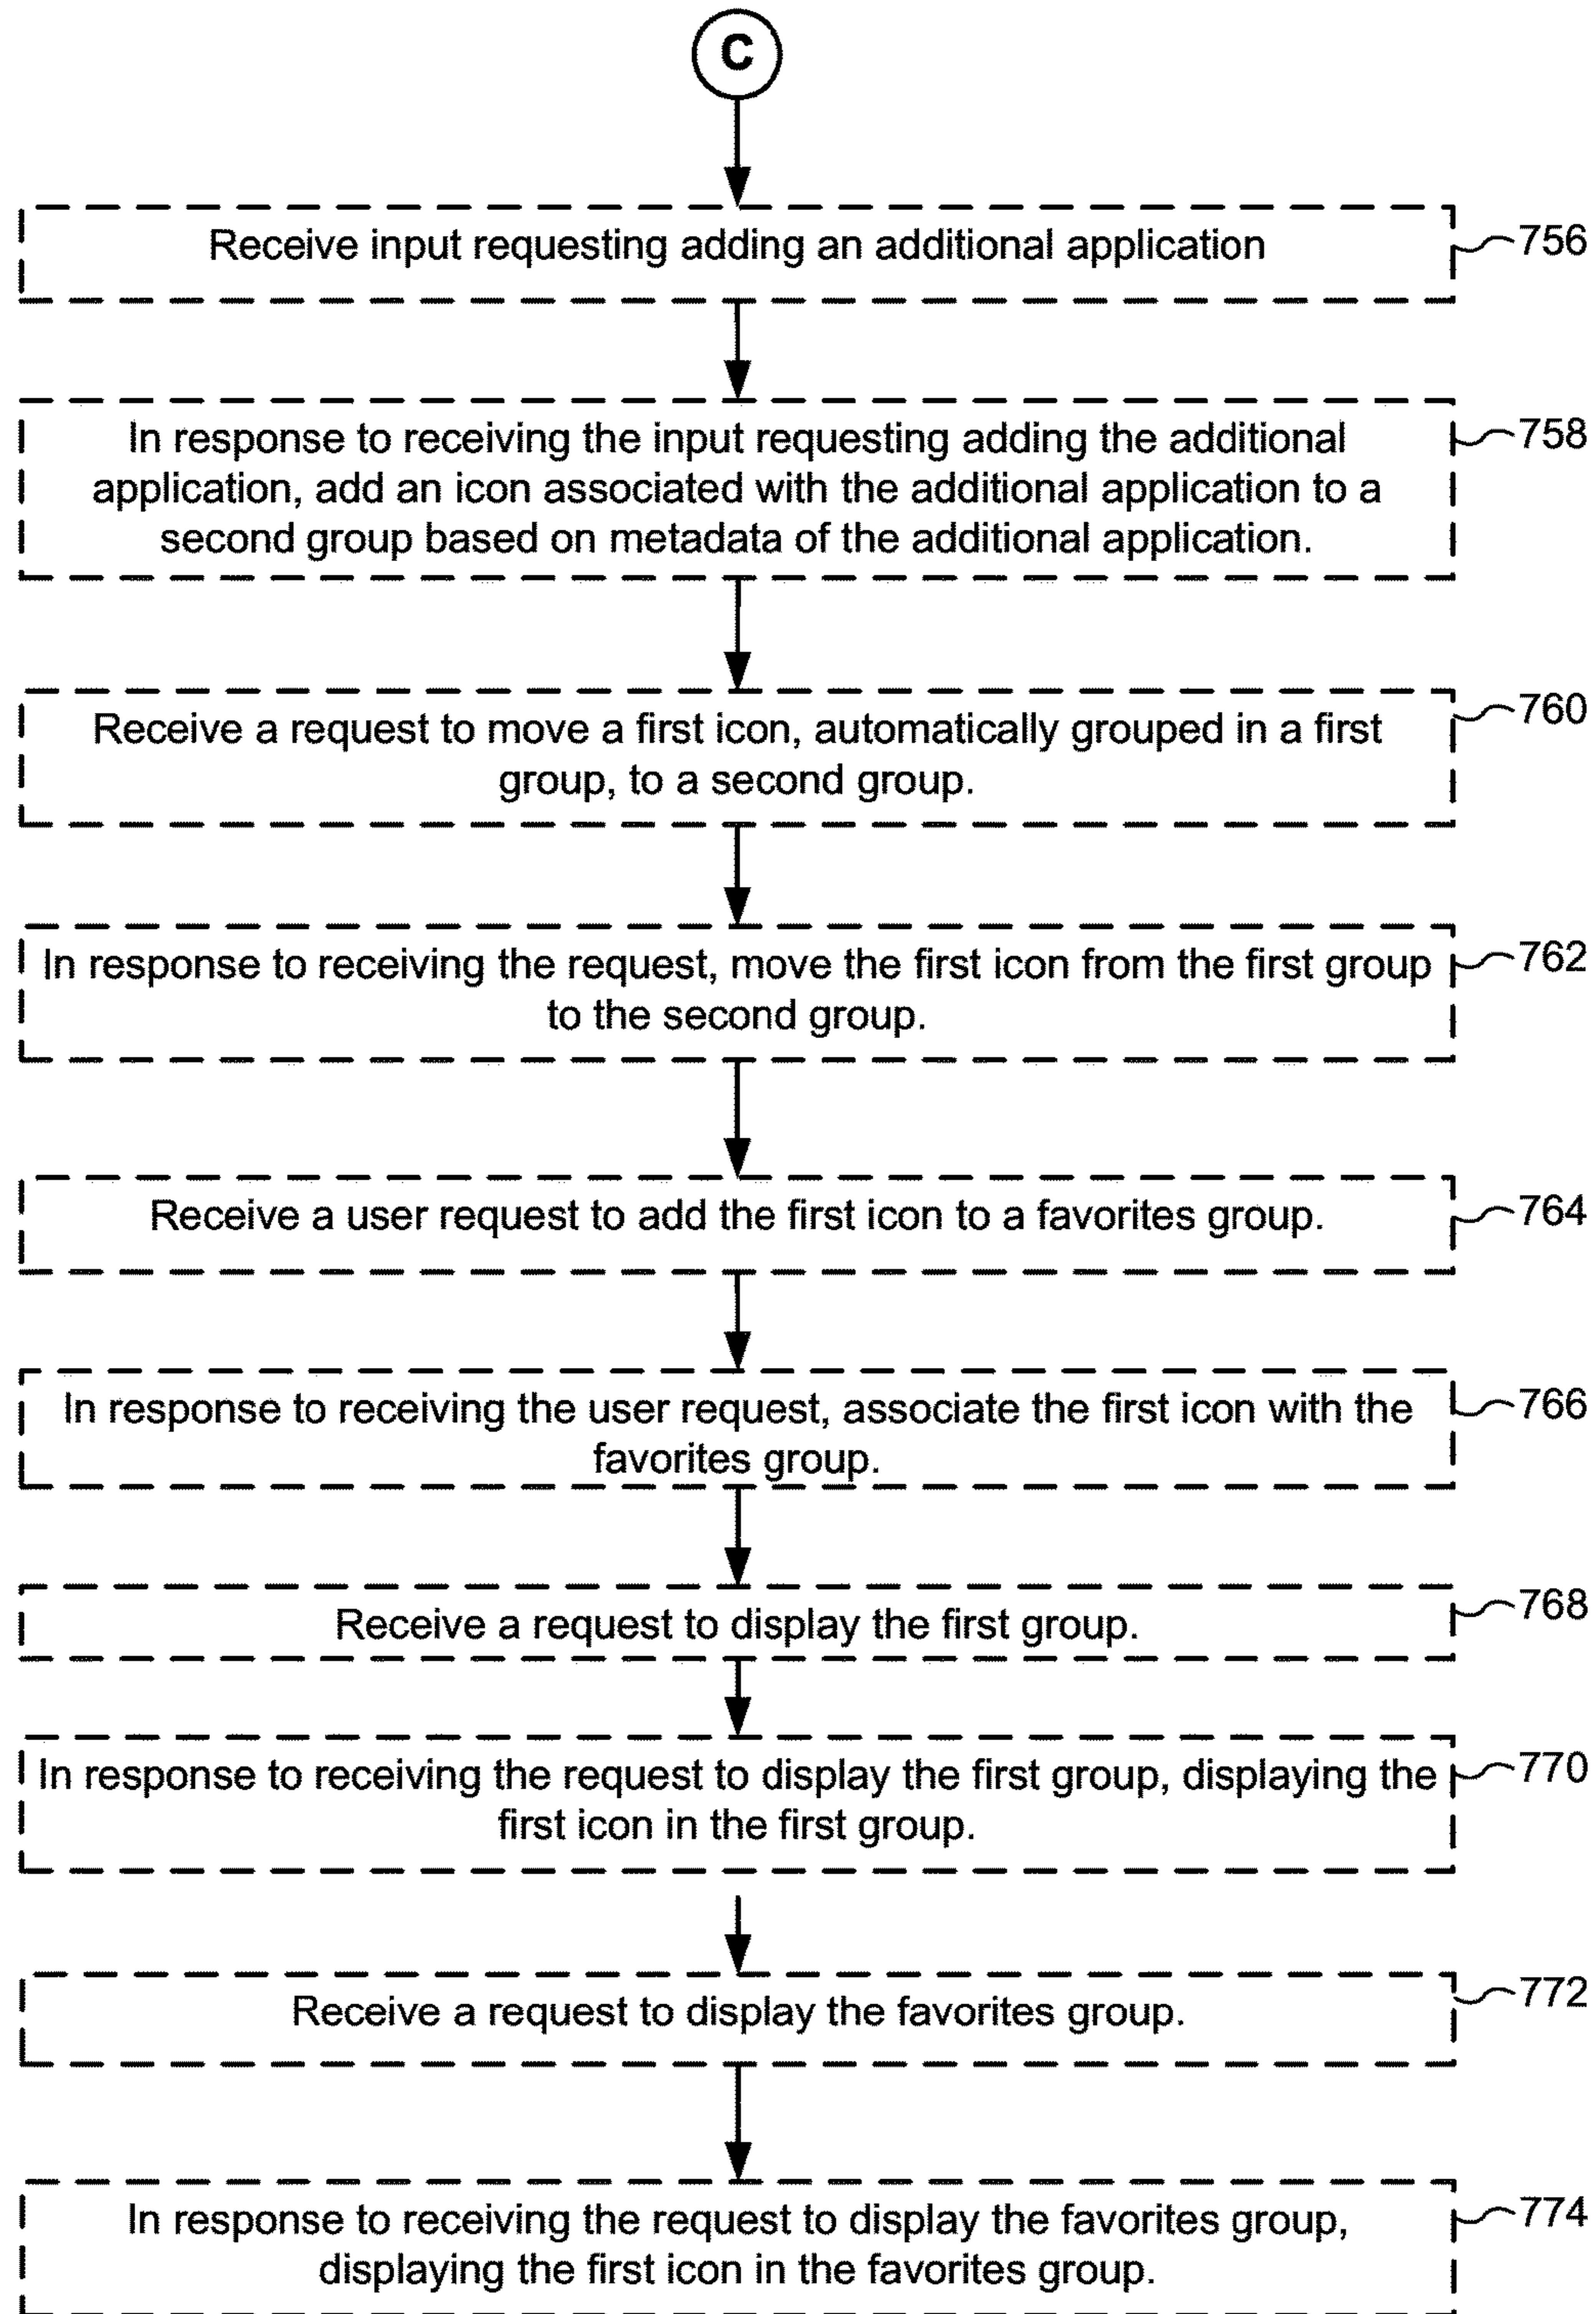 C
Receive input requesting adding an additional application
756
In response to receiving the input requesting adding the additional
application, add an icon associated with the additional application to a
second group based on metadata of the additional application.
758
Receive a request to move a first icon, automatically grouped in a first
group, to a second group.
760
In response to receiving the request, move the first icon from the first group
to the second group.
762
Receive a user request to add the first icon to a favorites group.
764
In response to receiving the user request, associate the first icon with the
favorites group.
766
Receive a request to display the first group.
768
In response to receiving the request to display the first group, displaying the
first icon in the first group.
770
Receive a request to display the favorites group.
772
In response to receiving the request to display the favorites group,
displaying the first icon in the favorites group.
774